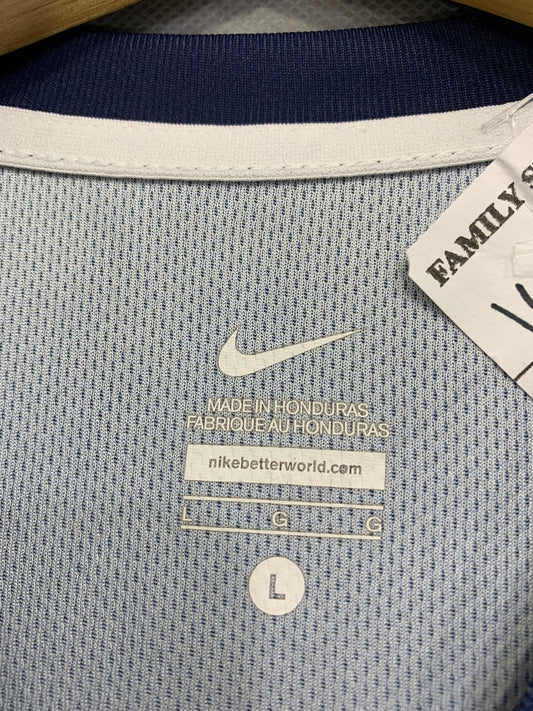 FAMILY S
MADE IN HONDURAS
FABRIQUE AU HONDURAS
nikebetterworld.com
L G G
L